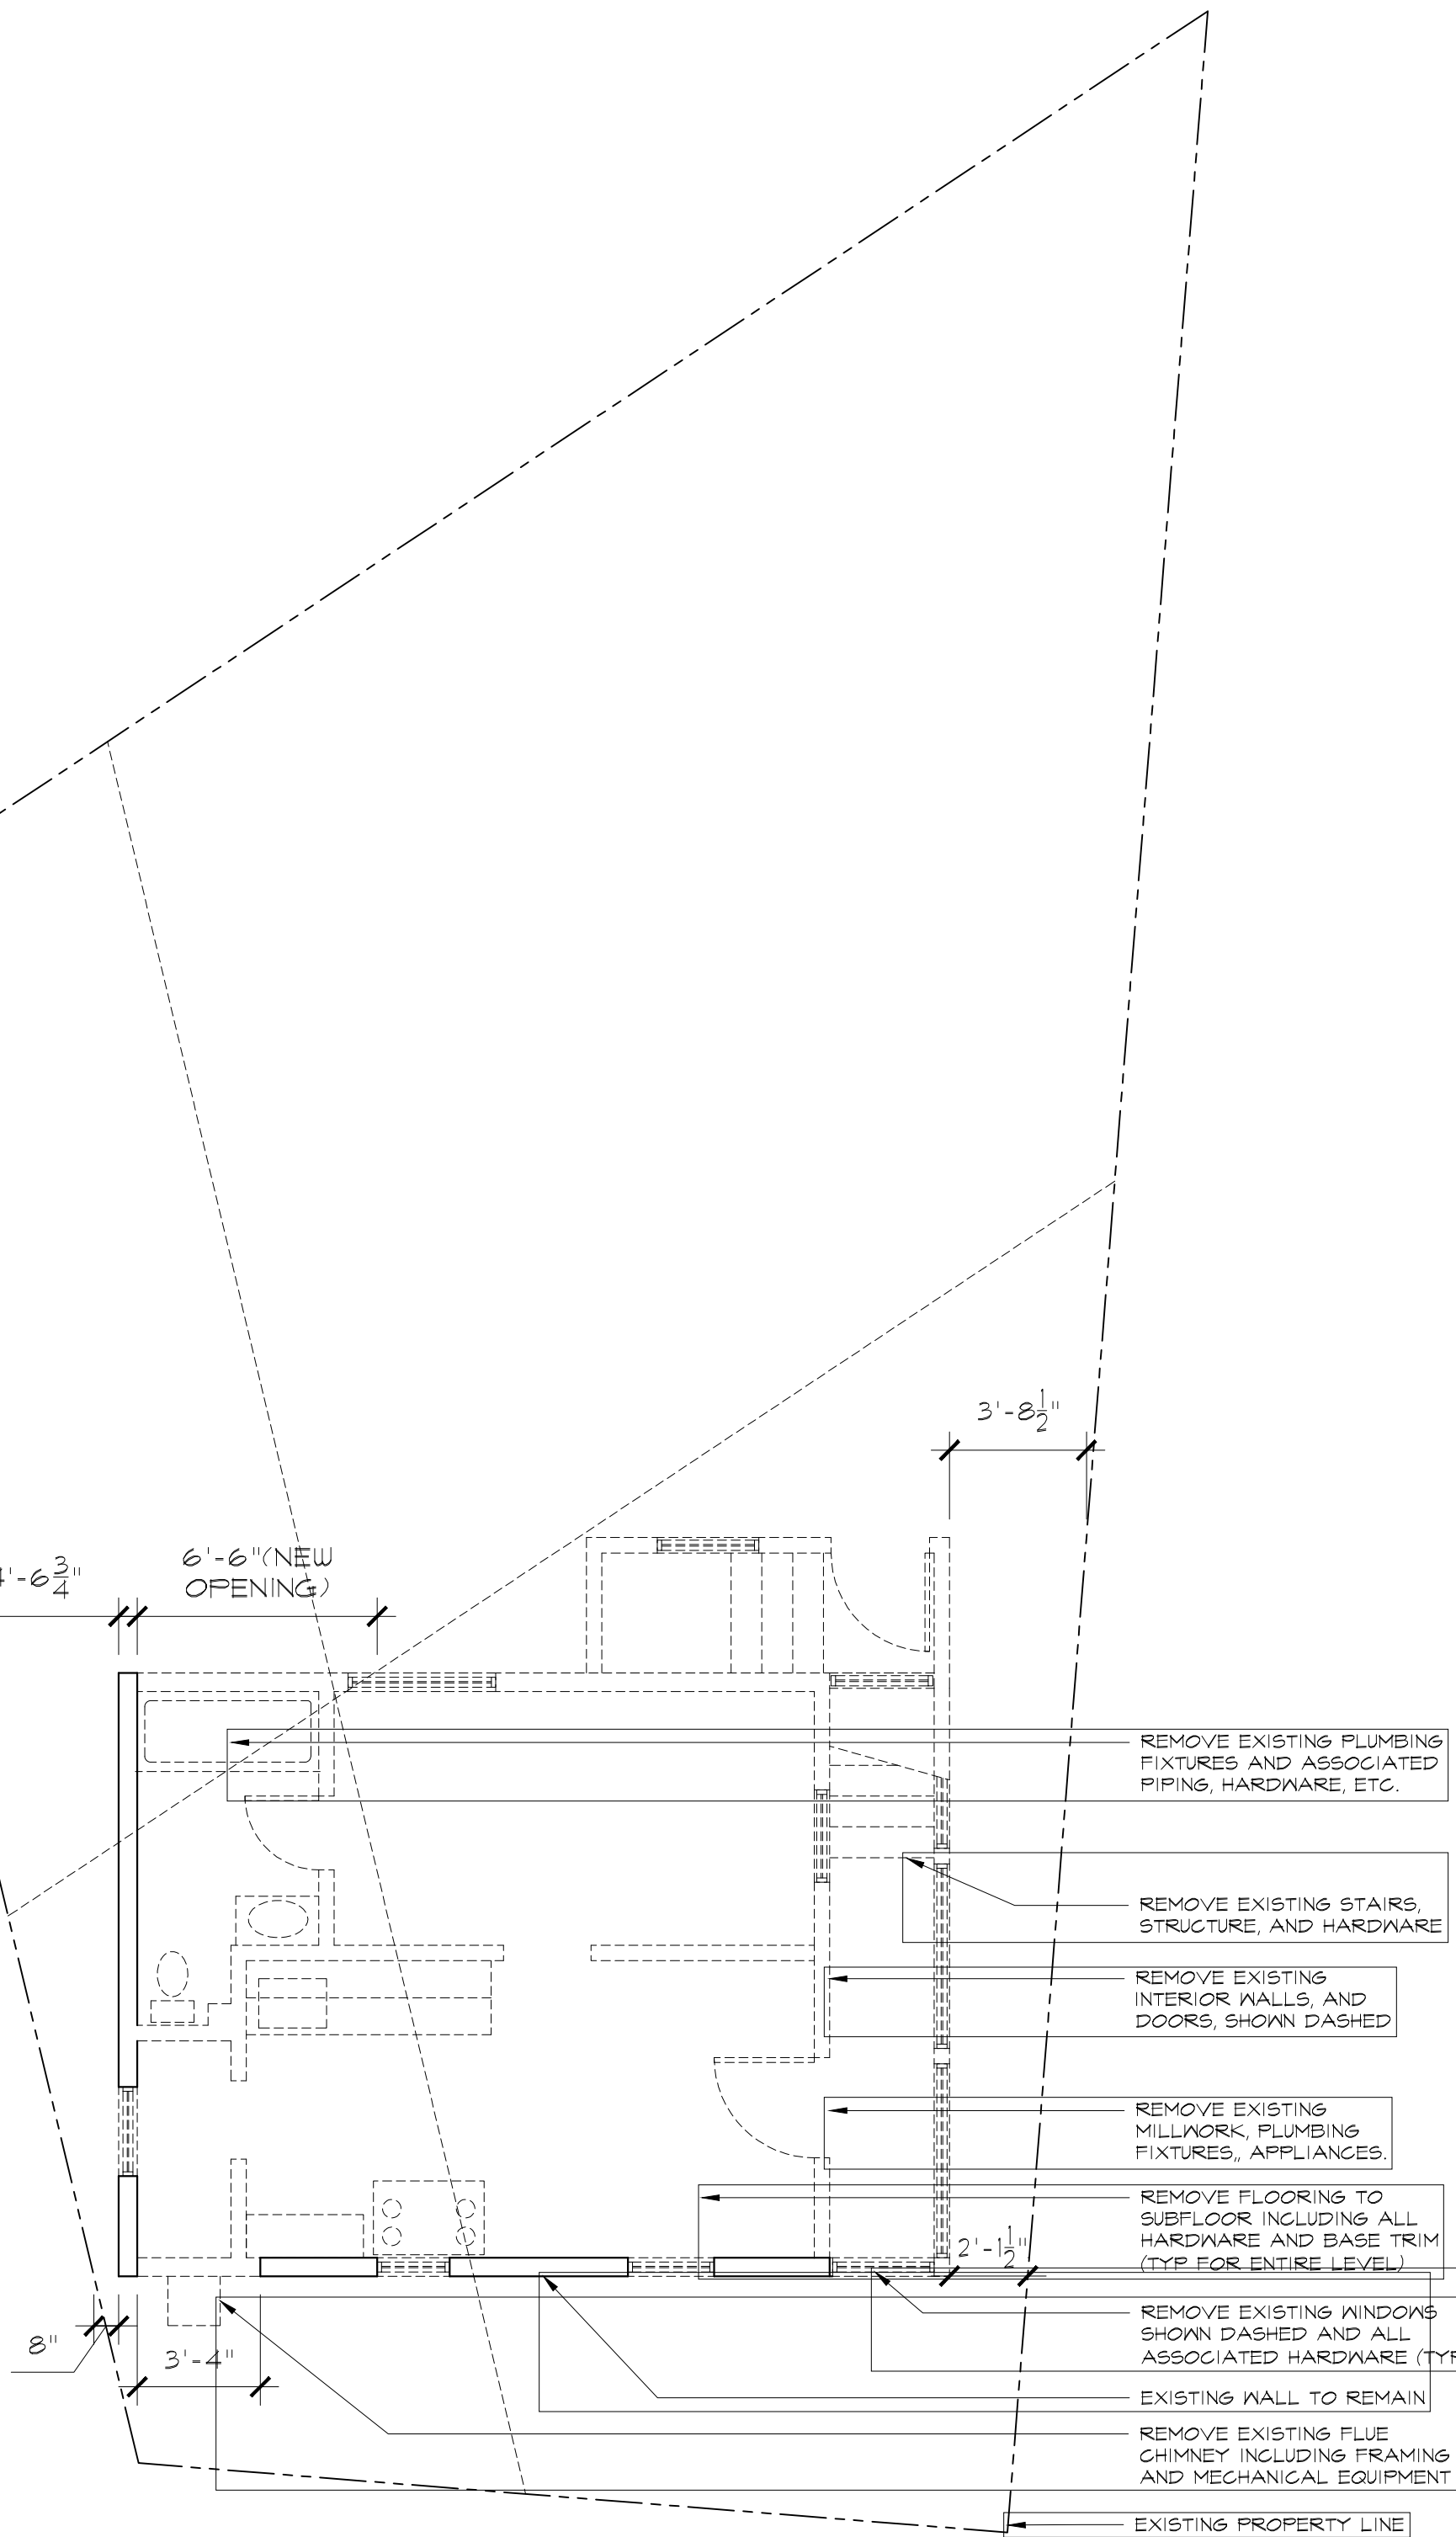 3'-8½"
6'-6"(NEW
OPENING)
'-6¾"
REMOVE EXISTING PLUMBING
FIXTURES AND ASSOCIATED
PIPING, HARDWARE, ETC.
REMOVE EXISTING STAIRS,
STRUCTURE, AND HARDWARE
REMOVE EXISTING
INTERIOR WALLS, AND
DOORS, SHOWN DASHED
REMOVE EXISTING
MILLWORK, PLUMBING
FIXTURES,, APPLIANCES.
REMOVE FLOORING TO
SUBFLOOR INCLUDING ALL
HARDWARE AND BASE TRIM
(TYP FOR ENTIRE LEVEL)
2'-1½"
REMOVE EXISTING WINDOWS
SHOWN DASHED AND ALL
ASSOCIATED HARDWARE (TYP
8"
3'-4"
EXISTING WALL TO REMAIN
REMOVE EXISTING FLUE
CHIMNEY INCLUDING FRAMING
AND MECHANICAL EQUIPMENT
EXISTING PROPERTY LINE